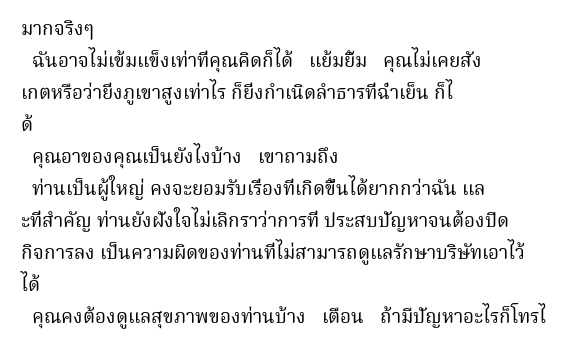 มากจริงๆ
ฉันอาจไม่เข้มแข็งเท่าที่คุณคิดก็ได้ แย้มยิ้ม คุณไม่เคยสัง
เกตหรือว่ายิ่งภูเขาสูงเท่าไร ก็ยิ่งกำเนิดลำธารที่ฉ่ำเย็น ก็ไ
ด้
คุณอาของคุณเป็นยังไงบ้าง เขาถามถึง
ท่านเป็นผู้ใหญ่ คงจะยอมรับเรื่องที่เกิดขึ้นได้ยากกว่าฉัน แล
ะที่สำคัญ ท่านยังฝังใจไม่เลิกราว่าการที่ ประสบปัญหาจนต้องปิด
กิจการลง เป็นความผิดของท่านที่ไม่สามารถดูแลรักษาบริษัทเอาไว้
ได้
คุณคงต้องดูแลสุขภาพของท่านบ้าง เตือน ถ้ามีปัญหาอะไรก็โทรไ